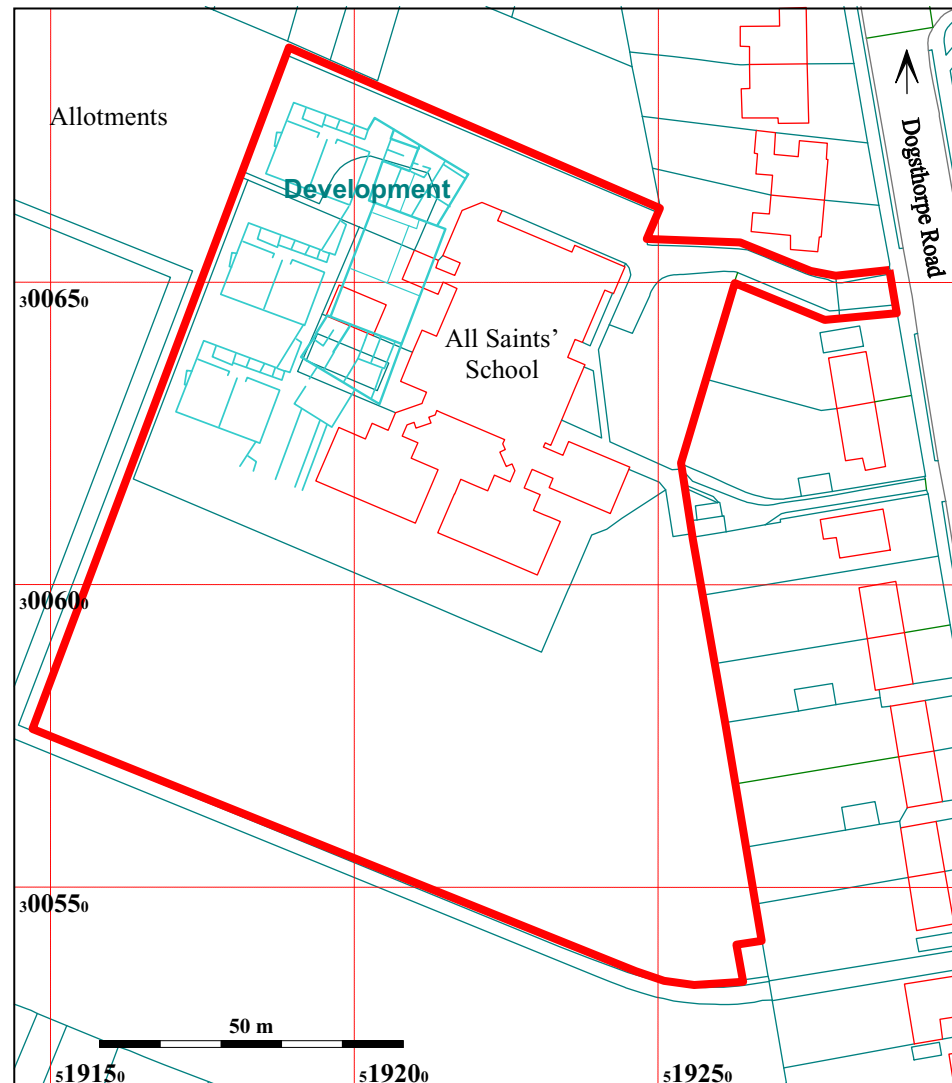 Allotments
Dogsthorpe Road
Development
300650
All Saints’
School
300600
300550
50 m
519150
519200
519250